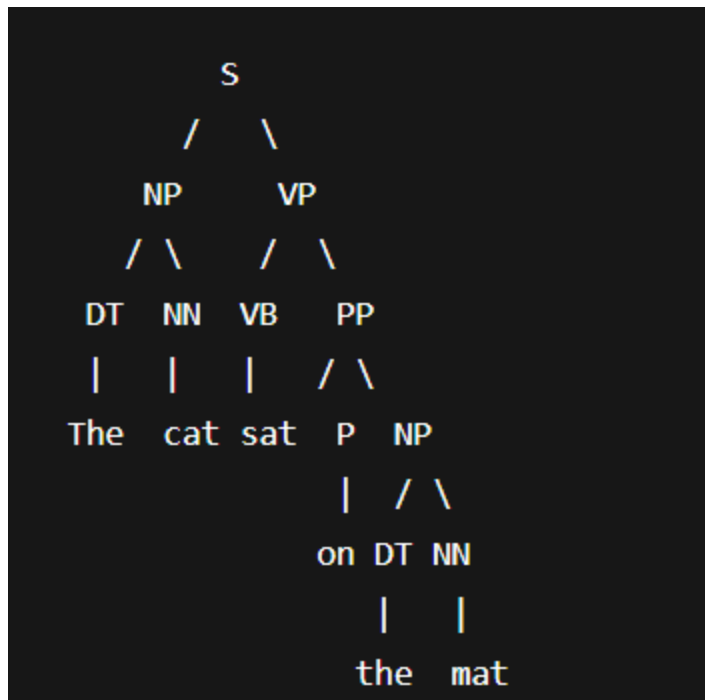 S
/ \
NP VP
/ \ / \
DT NN VB PP
| | | / \
The cat sat P NP
| / \
on DT NN
| |
the mat